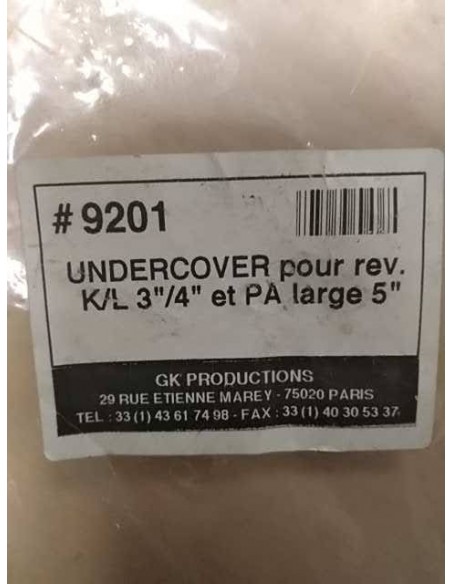 # 9201
UNDERCOVER pour rev.
K/L 3"/4" et PA large 5"
GK PRODUCTIONS
29 RUE ETIENNE MAREY - 75020 PARIS
TEL : 33 (1) 43 61 74 98 - FAX : 33 (1) 40 30 53 37